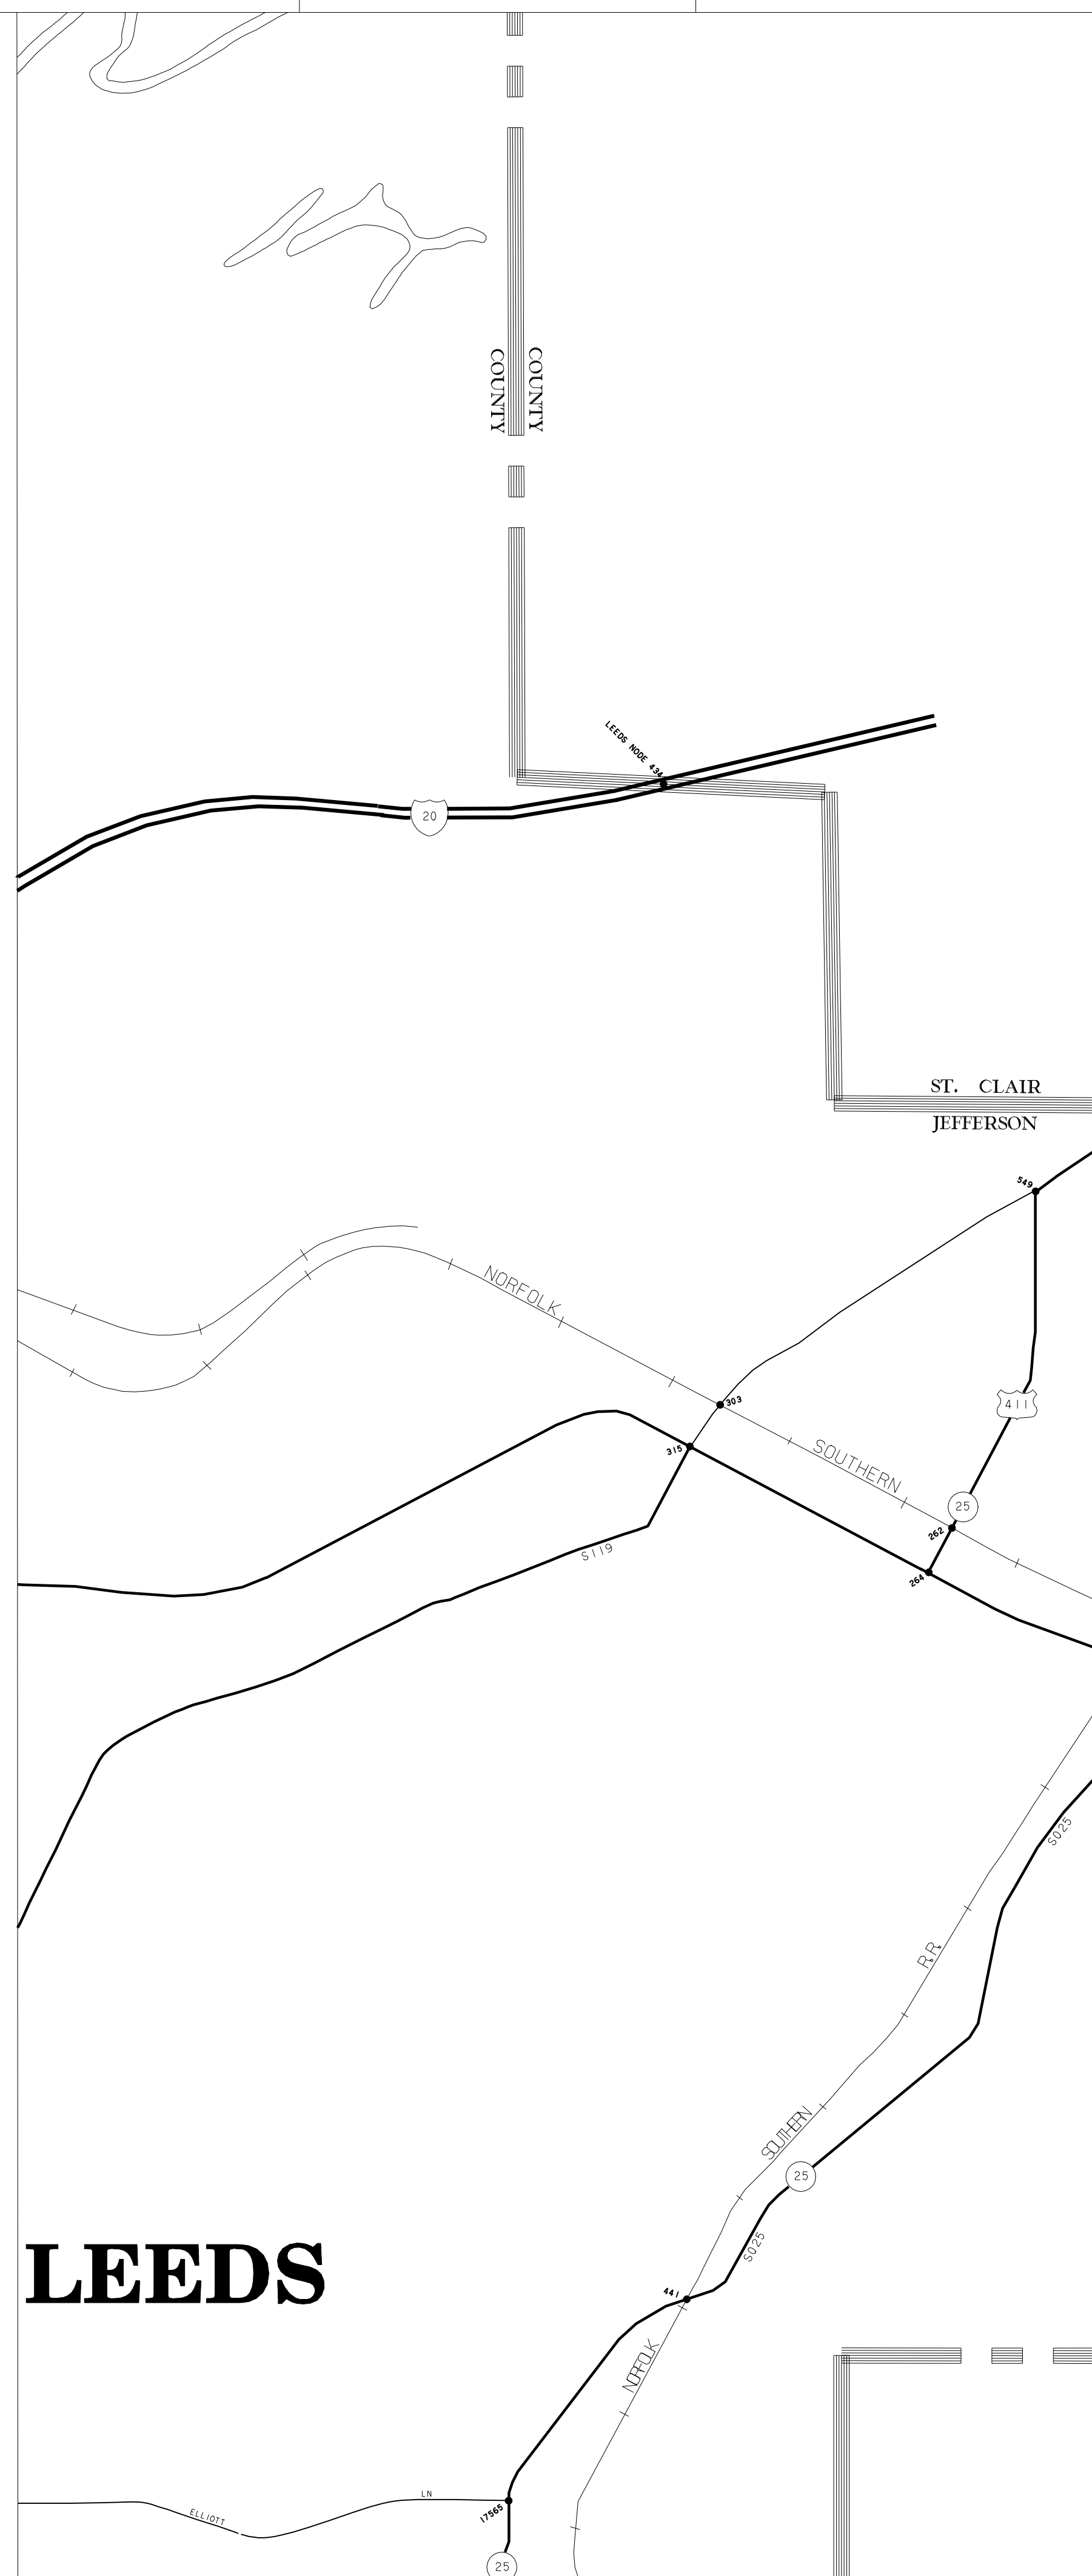 COUNTY
COUNTY
LEEDS NODE 434
20
ST. CLAIR
JEFFERSON
549
NORFOLK
303
411
315
SOUTHERN
25
262
S119
264
S025
R.R.
SOUTHERN
25
S025
LEEDS
441
NORFOLK
LN
17565
ELLIOTT
25